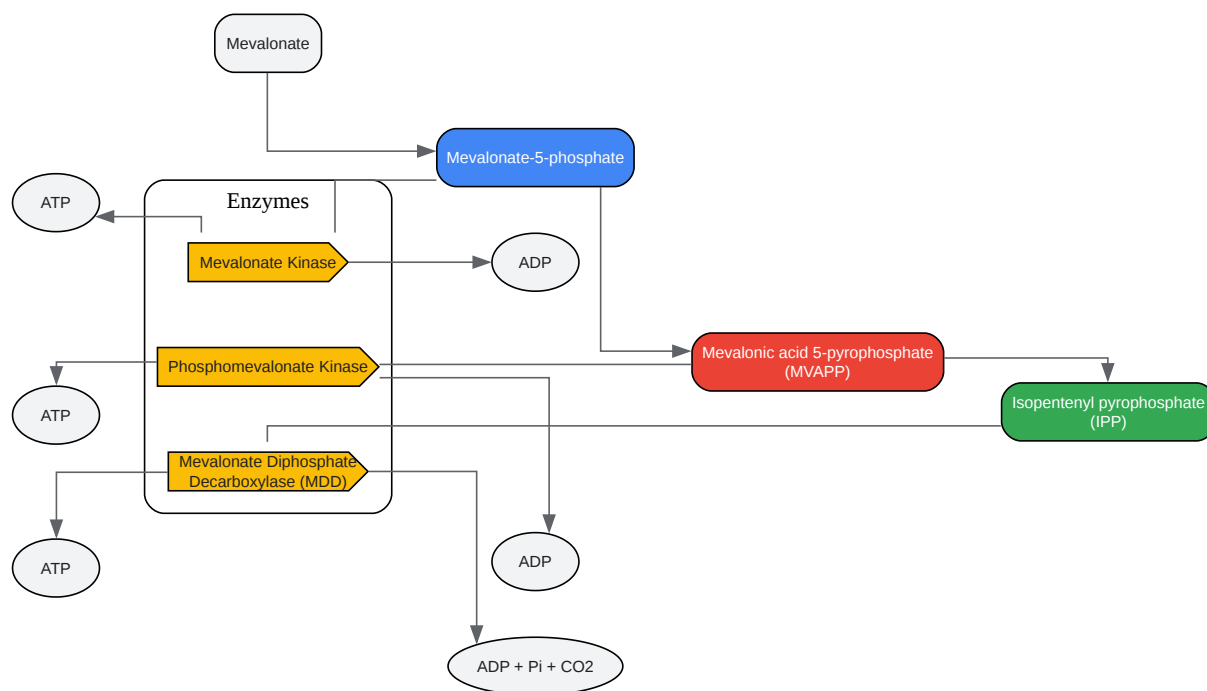 Mevalonate
Mevalonate-5-phosphate
Enzymes
ATP
Mevalonate Kinase
ADP
Mevalonic acid 5-pyrophosphate
(MVAPP)
Phosphomevalonate Kinase
ATP
Isopentenyl pyrophosphate
(IPP)
Mevalonate Diphosphate
Decarboxylase (MDD)
ATP
ADP
ADP + Pi + CO2